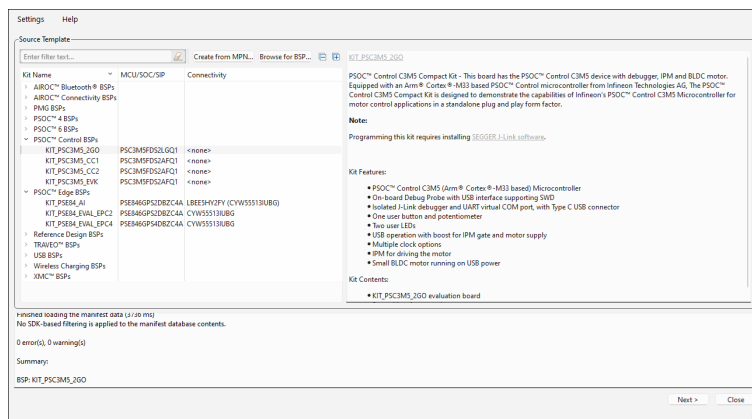 Settings Help
Source Template
Enter filter text...
Create from MPN... Browse for BSP...
Kit Name MCU/SOC/SIP Connectivity
AIROC™ Bluetooth® BSPs
AIROC™ Connectivity BSPs
PMG BSPs
PSOC™ 4 BSPs
PSOC™ 6 BSPs
PSOC™ Control BSPs
KIT_PSC3M5_2GO PSC3M5FDS2LGQ1 <none>
KIT_PSC3M5_CC1 PSC3M5FDS2AFQ1 <none>
KIT_PSC3M5_CC2 PSC3M5FDS2AFQ1 <none>
KIT_PSC3M5_EVK PSC3M5FDS2AFQ1 <none>
PSOC™ Edge BSPs
KIT_PSE84_AI PSE846GPS2DBZC4A LBEE5HY2FY (CYW55513IUBG)
KIT_PSE84_EVAL_EPC2 PSE846GPS2DBZC4A CYW55513IUBG
KIT_PSE84_EVAL_EPC4 PSE846GPS4DBZC4A CYW55513IUBG
Reference Design BSPs
TRAVEO™ BSPs
USB BSPs
Wireless Charging BSPs
XMC™ BSPs
KIT_PSC3M5_2GO
PSOC™ Control C3M5 Compact Kit - This board has the PSOC™ Control C3M5 device with debugger, IPM and BLDC motor.
Equipped with an Arm® Cortex®-M33 based PSOC™ Control microcontroller from Infineon Technologies AG, The PSOC™
Control C3M5 Compact Kit is designed to demonstrate the capabilities of Infineon's PSOC™ Control C3M5 Microcontroller for
motor control applications in a standalone plug and play form factor.
Note:
Programming this kit requires installing SEGGER J-Link software.
Kit Features:
● PSOC™ Control C3M5 (Arm® Cortex®-M33 based) Microcontroller
● On-board Debug Probe with USB interface supporting SWD
● Isolated J-Link debugger and UART virtual COM port, with Type C USB connector
● One user button and potentiometer
● Two user LEDs
● USB operation with boost for IPM gate and motor supply
● Multiple clock options
● IPM for driving the motor
● Small BLDC motor running on USB power
Kit Contents:
● KIT_PSC3M5_2GO evaluation board
Finished loading the manifest data (3736 ms)
No SDK-based filtering is applied to the manifest database contents.
0 error(s), 0 warning(s)
Summary:
BSP: KIT_PSC3M5_2GO
Next > Close